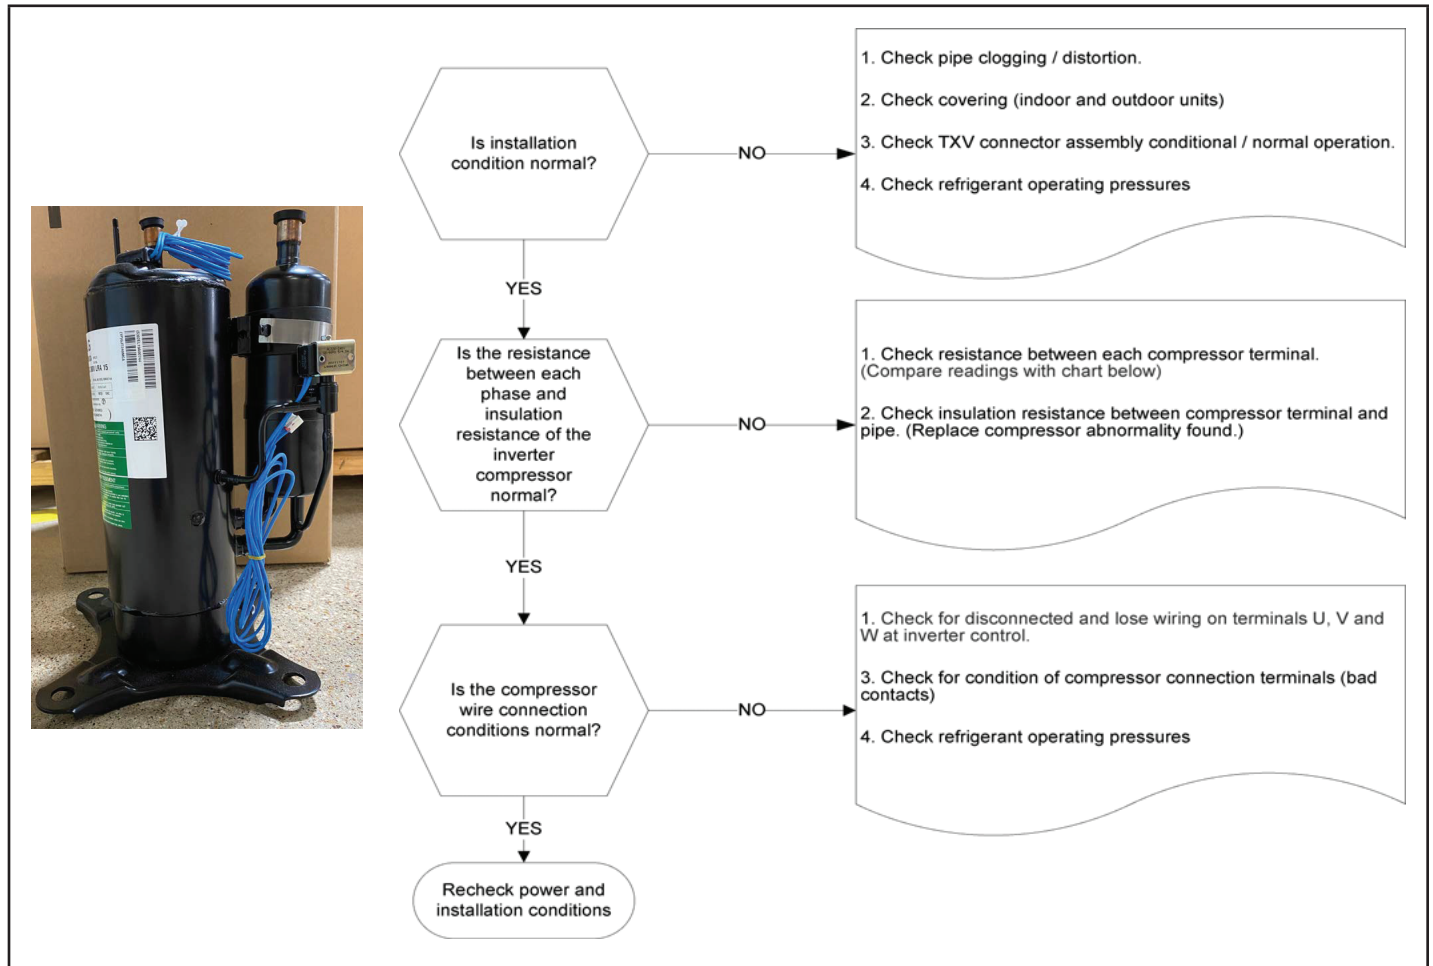 Is installation
condition normal?
NO
1. Check pipe clogging / distortion.
2. Check covering (indoor and outdoor units)
3. Check TXV connector assembly conditional / normal operation.
4. Check refrigerant operating pressures
YES
Is the resistance
between each
phase and
insulation
resistance of the
inverter
compressor
normal?
NO
1. Check resistance between each compressor terminal.
(Compare readings with chart below)
2. Check insulation resistance between compressor terminal and
pipe. (Replace compressor abnormality found.)
YES
Is the compressor
wire connection
conditions normal?
NO
1. Check for disconnected and lose wiring on terminals U, V and
W at inverter control.
3. Check for condition of compressor connection terminals (bad
contacts)
4. Check refrigerant operating pressures
YES
Recheck power and
installation conditions